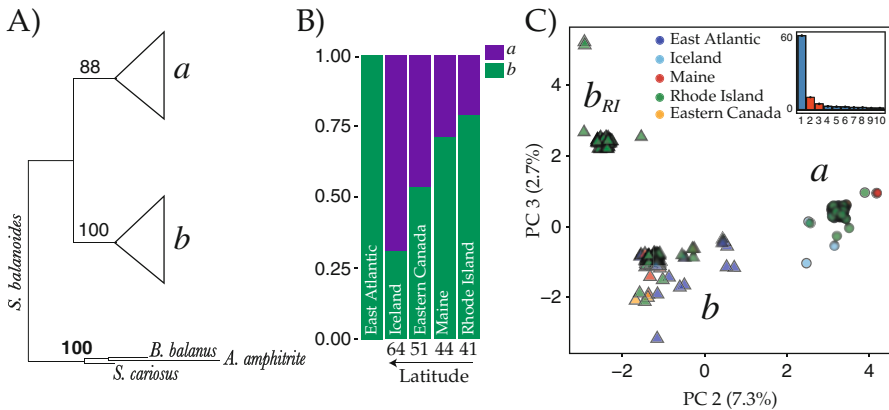 A)
88
a
100
b
S. balanoides
100
B. balanus
A. amphitrite
S. cariosus
B)
a
b
1.00
0.75
0.50
0.25
0.00
East Atlantic
Iceland
Eastern Canada
Maine
Rhode Island
64 51 44 41
Latitude
C)
East Atlantic
Iceland
Maine
Rhode Island
Eastern Canada
60
0
1 2 3 4 5 6 7 8 9 10
bRI
a
b
PC 3 (2.7%)
4
2
0
−2
−2 0 2 4
PC 2 (7.3%)